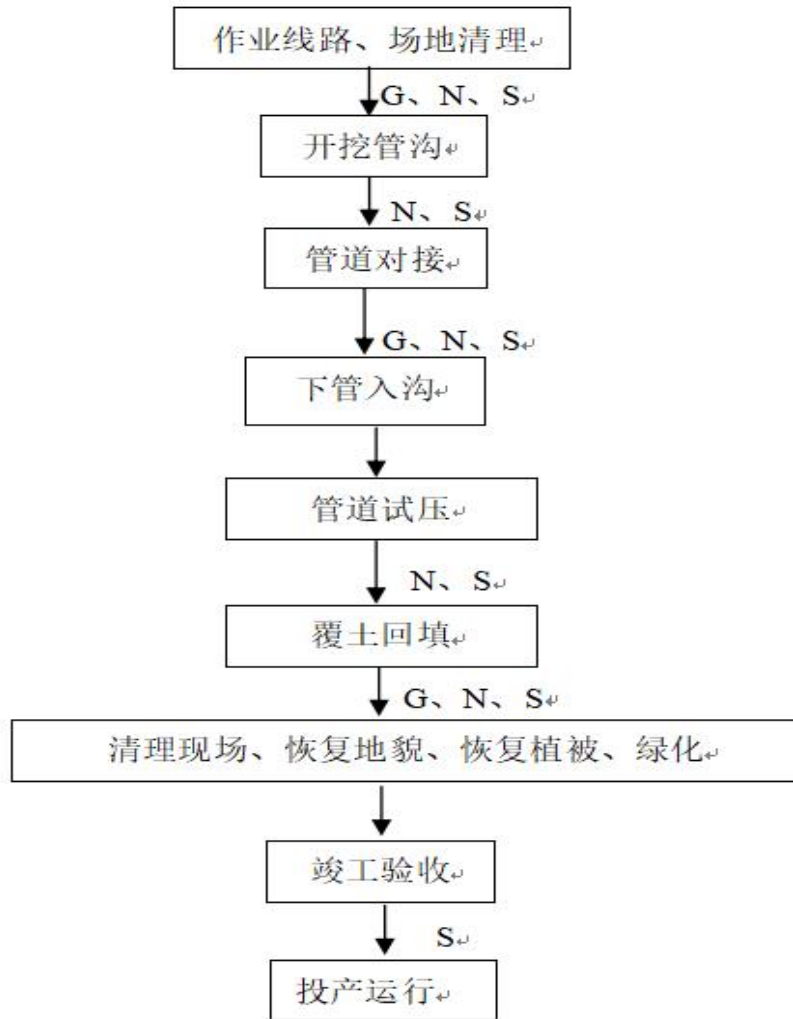 作业线路、场地清理
G、N、S
开挖管沟
N、S
管道对接
G、N、S
下管入沟
管道试压
N、S
覆土回填
G、N、S
清理现场、恢复地貌、恢复植被、绿化
竣工验收
S
投产运行